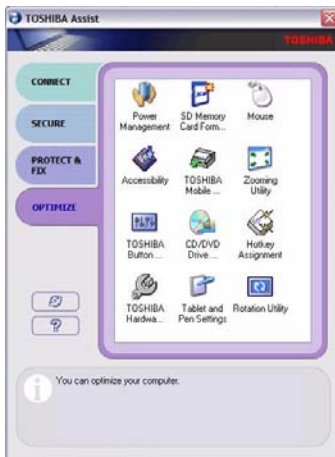 TOSHIBA Assist
TOSHIBA
CONNECT
SECURE
PROTECT &
FIX
OPTIMIZE
Power
Management
SD Memory
Card Form...
Mouse
Accessibility
TOSHIBA
Mobile ...
Zooming
Utility
TOSHIBA
Button ...
CD/DVD
Drive ...
Hotkey
Assignment
TOSHIBA
Hardwa...
Tablet and
Pen Settings
Rotation Utility
You can optimize your computer.